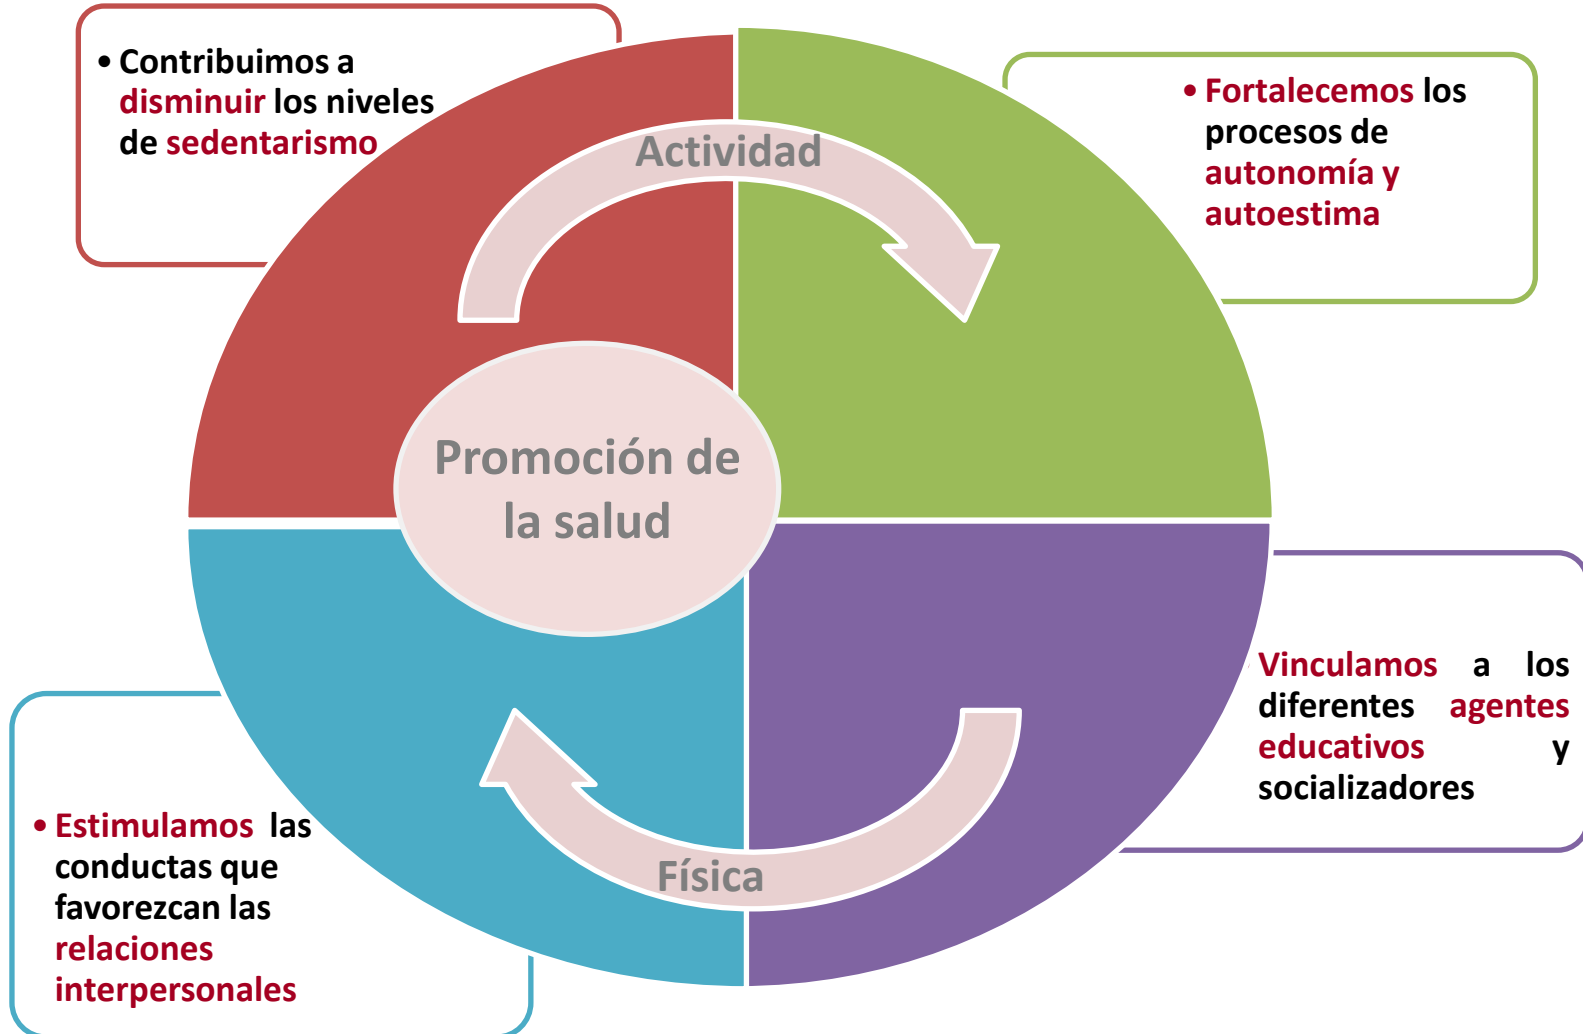 • Contribuimos a
disminuir los niveles
de sedentarismo
Actividad
• Fortalecemos los
procesos de
autonomía y
autoestima
Promoción de
la salud
Vinculamos a los
diferentes agentes
educativos y
socializadores
• Estimulamos las
conductas que
favorezcan las
relaciones
interpersonales
Física